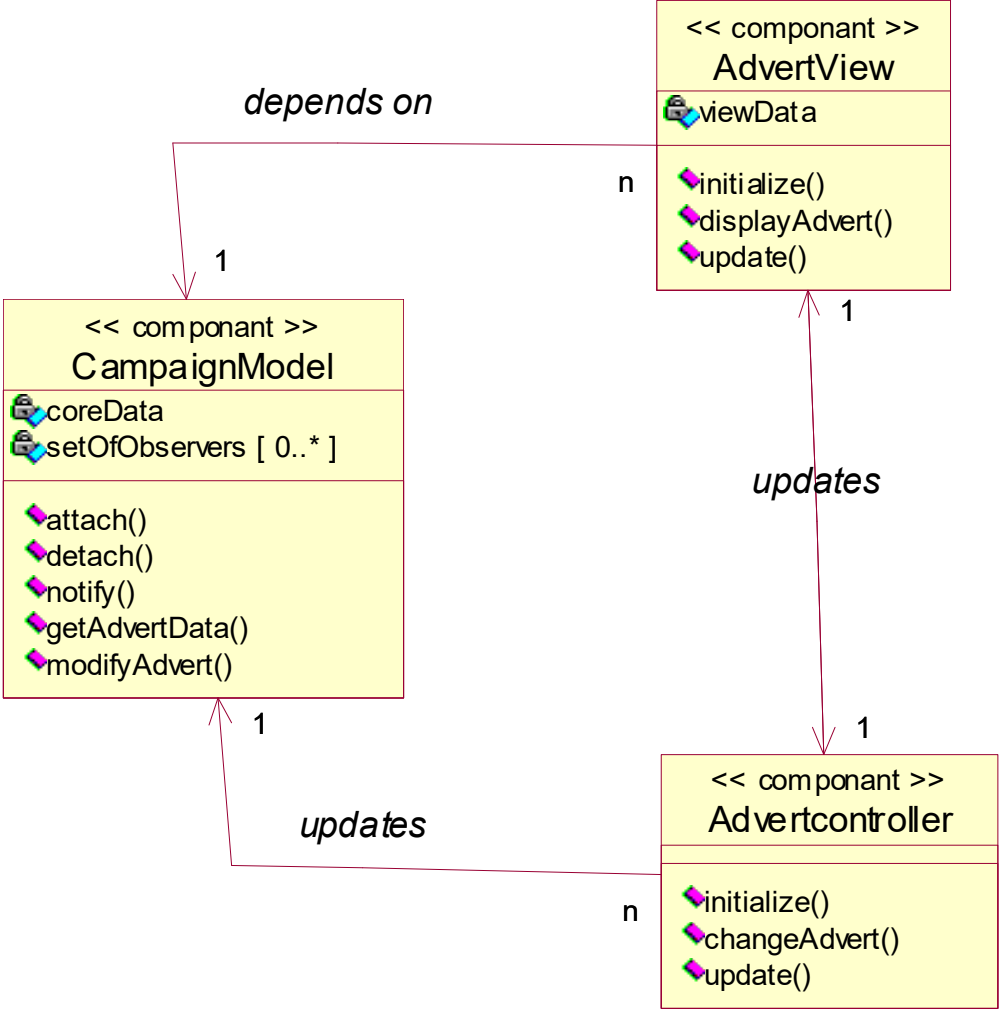 << componant >>
AdvertView
viewData
initialize()
displayAdvert()
update()
depends on
n
1
1
<< componant >>
CampaignModel
coreData
setOfObservers [ 0..* ]
attach()
detach()
notify()
getAdvertData()
modifyAdvert()
updates
1
1
updates
n
<< componant >>
Advertcontroller
initialize()
changeAdvert()
update()